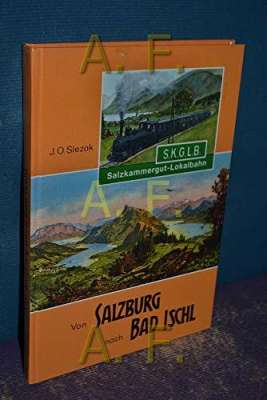 A. F.
J.O. Slezak
S.K.G.L.B.
Salzkammergut-Lokalbahn
A. F.
Von SALZBURG
nach BAD ISCHL
A. F.